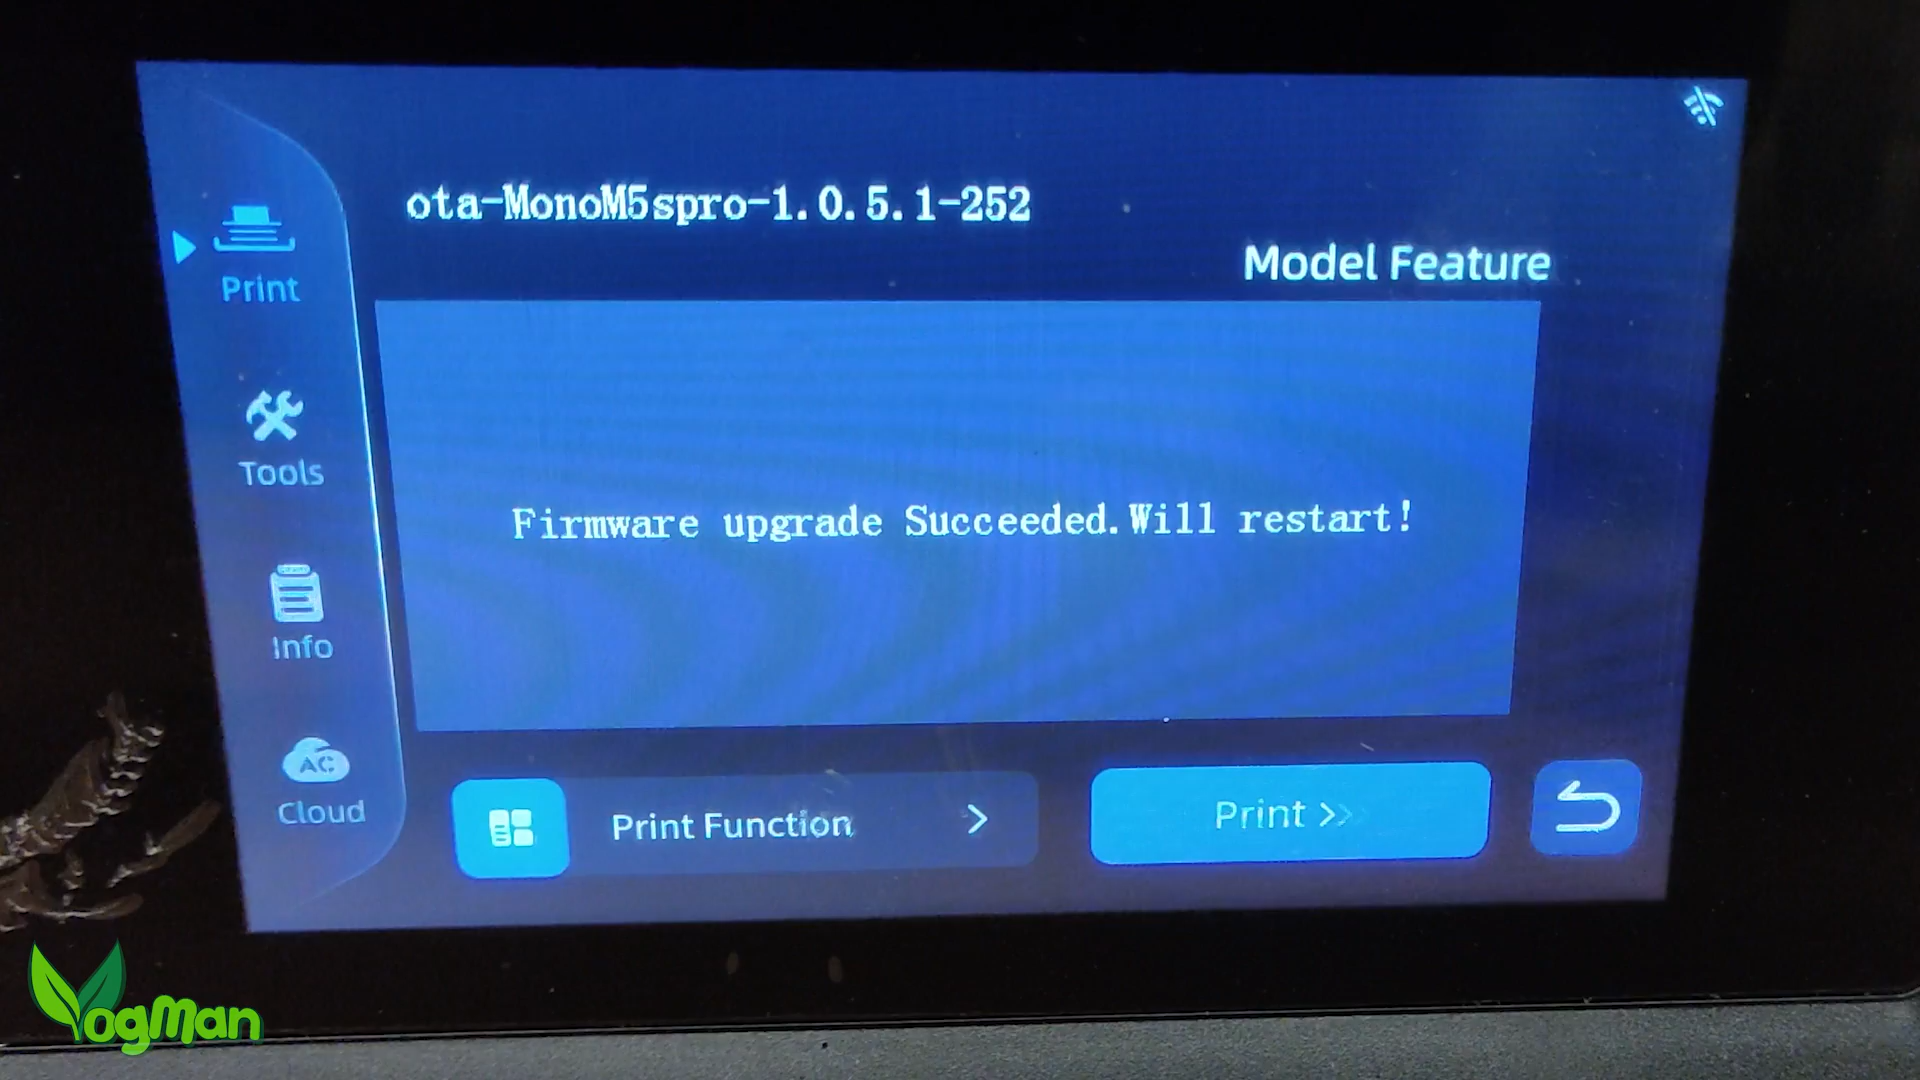 ota-MonoM5spro-1.0.5.1-252
Model Feature
Print
Tools
Info
AC
Cloud
Firmware upgrade Succeeded.Will restart!
Print Function >
Print >>
YogMan